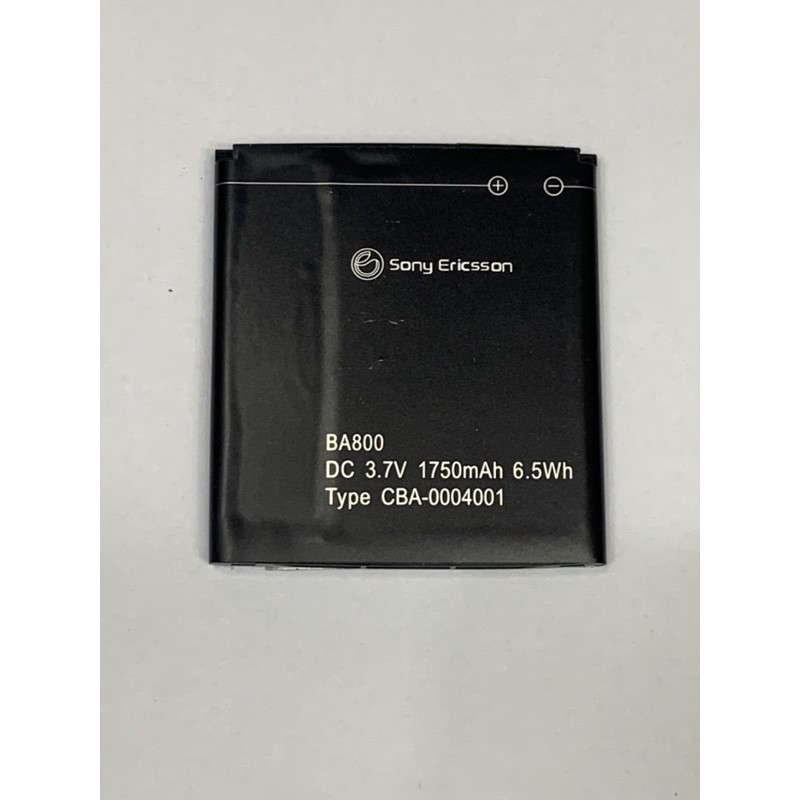 + −
Sony Ericsson
BA800
DC 3.7V 1750mAh 6.5Wh
Type CBA-0004001